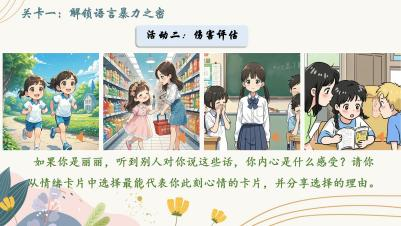 关卡一：解锁语言暴力之密
活动二：伤害评估
如果你是丽丽，听到别人对你说这些话，你内心是什么感受？请你
从情绪卡片中选择最能代表你此刻心情的卡片，并分享选择的理由。